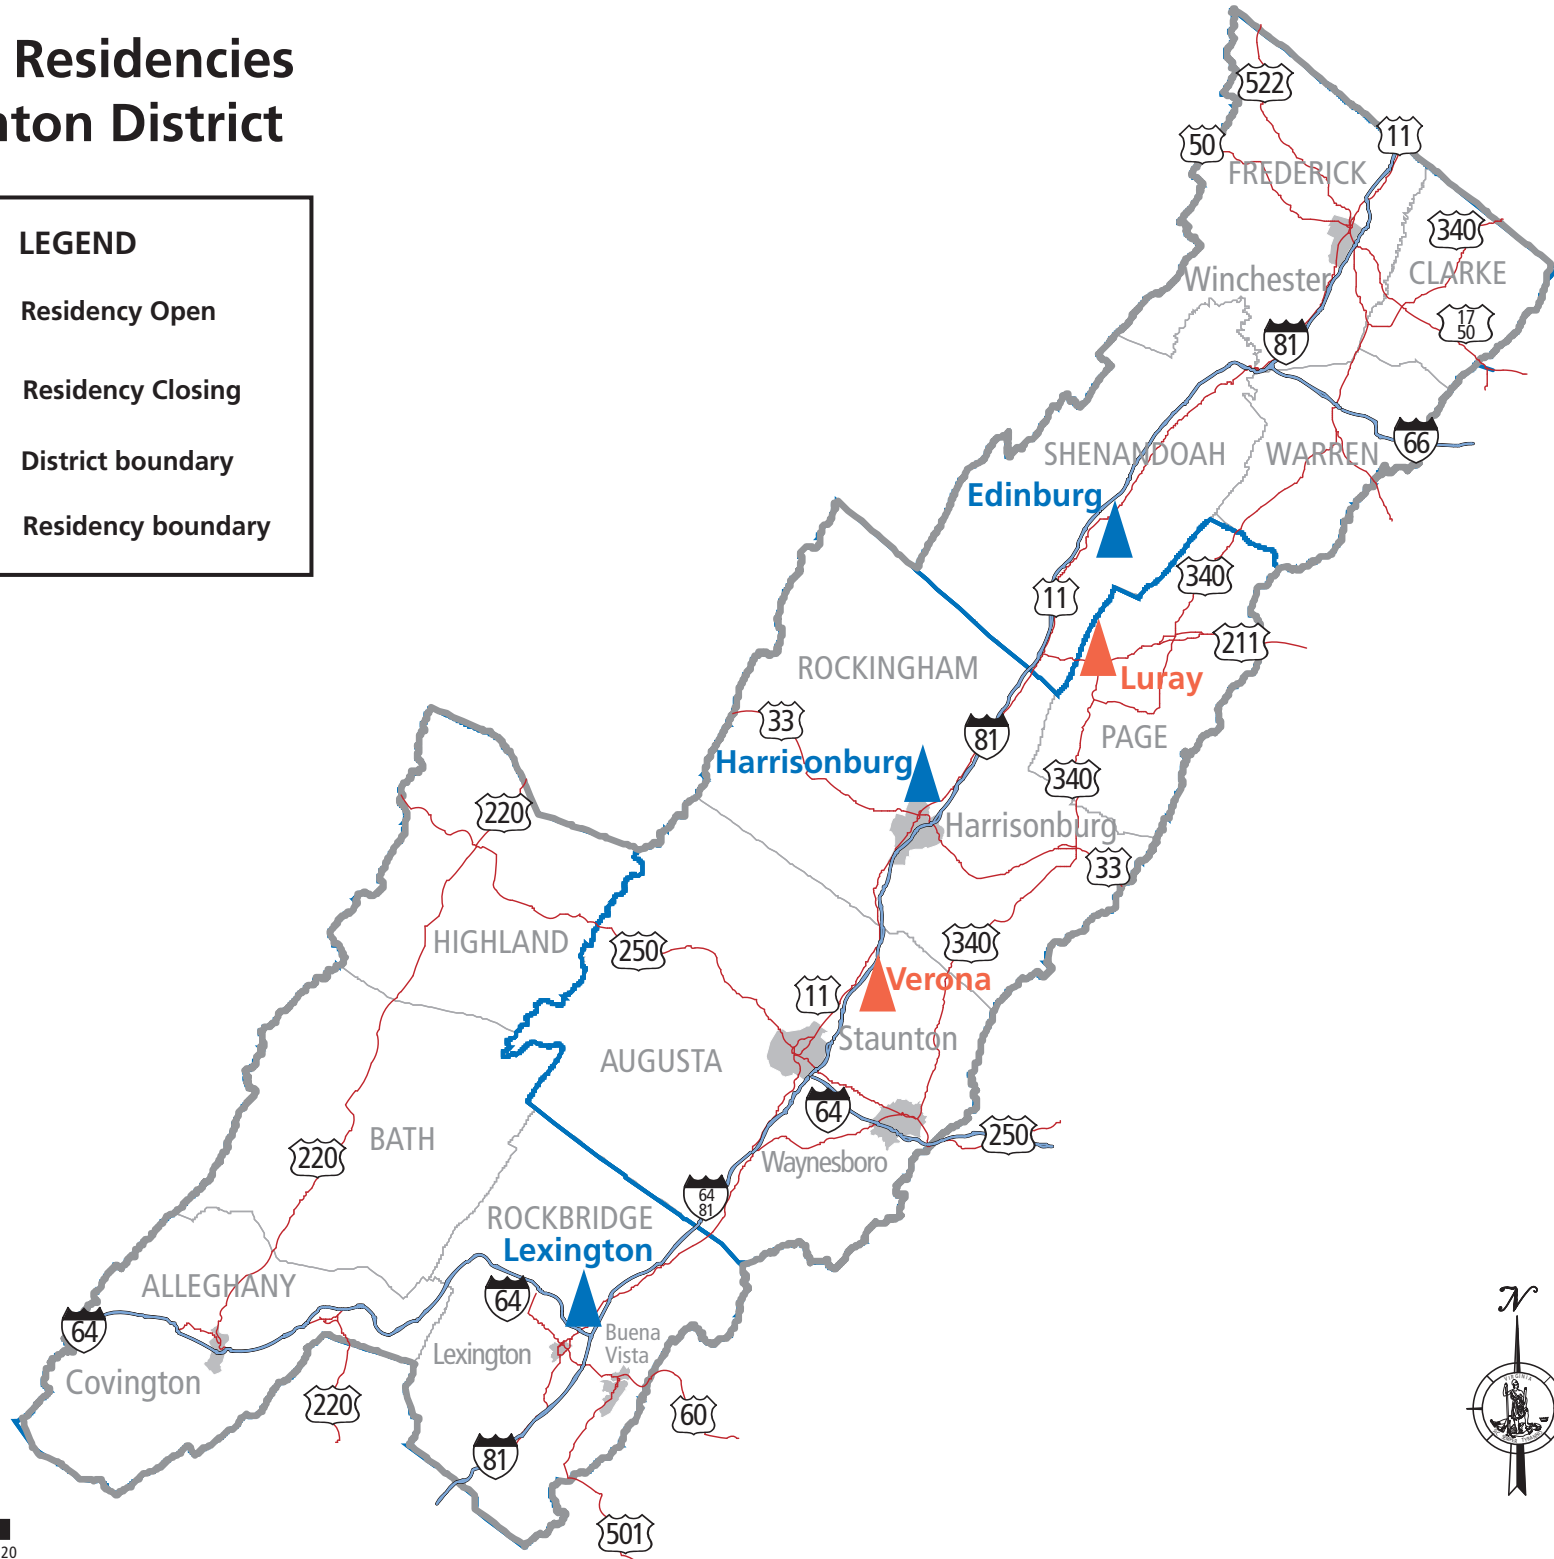 Residencies
nton District
LEGEND
Residency Open
Residency Closing
District boundary
Residency boundary
522
11
50
FREDERICK
340
Winchester
CLARKE
17
50
81
66
SHENANDOAH
WARREN
Edinburg
340
11
211
ROCKINGHAM
Luray
33
81
PAGE
Harrisonburg
340
220
Harrisonburg
33
HIGHLAND
250
340
Verona
11
Staunton
AUGUSTA
64
250
BATH
220
Waynesboro
64
81
ROCKBRIDGE
Lexington
ALLEGHANY
64
64
Buena
Vista
Lexington
Covington
220
60
81
501
N
VIRGINIA
20